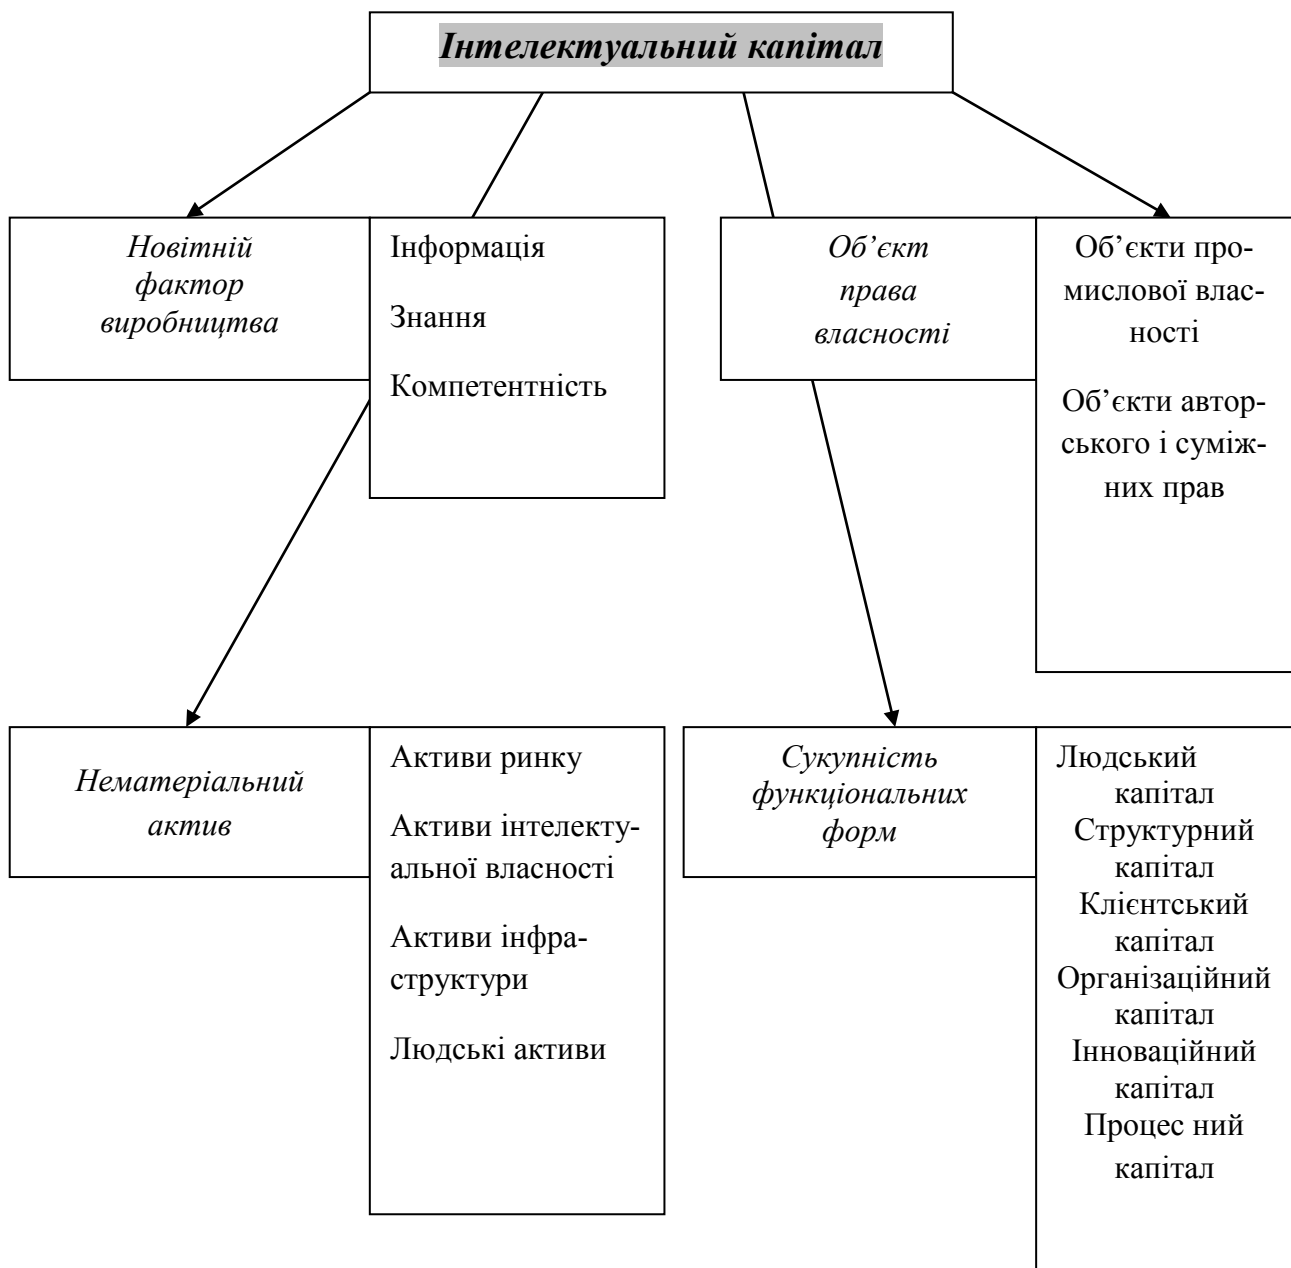 Інтелектуальний капітал
Новітній
фактор
виробництва
Інформація
Знання
Компетентність
Об’єкт
права
власності
Об’єкти про-
мислової влас-
ності
Об’єкти автор-
ського і суміж-
них прав
Нематеріальний
актив
Активи ринку
Активи інтелекту-
альної власності
Активи інфра-
структури
Людські активи
Сукупність
функціональних
форм
Людський
капітал
Структурний
капітал
Клієнтський
капітал
Організаційний
капітал
Інноваційний
капітал
Процес ний
капітал